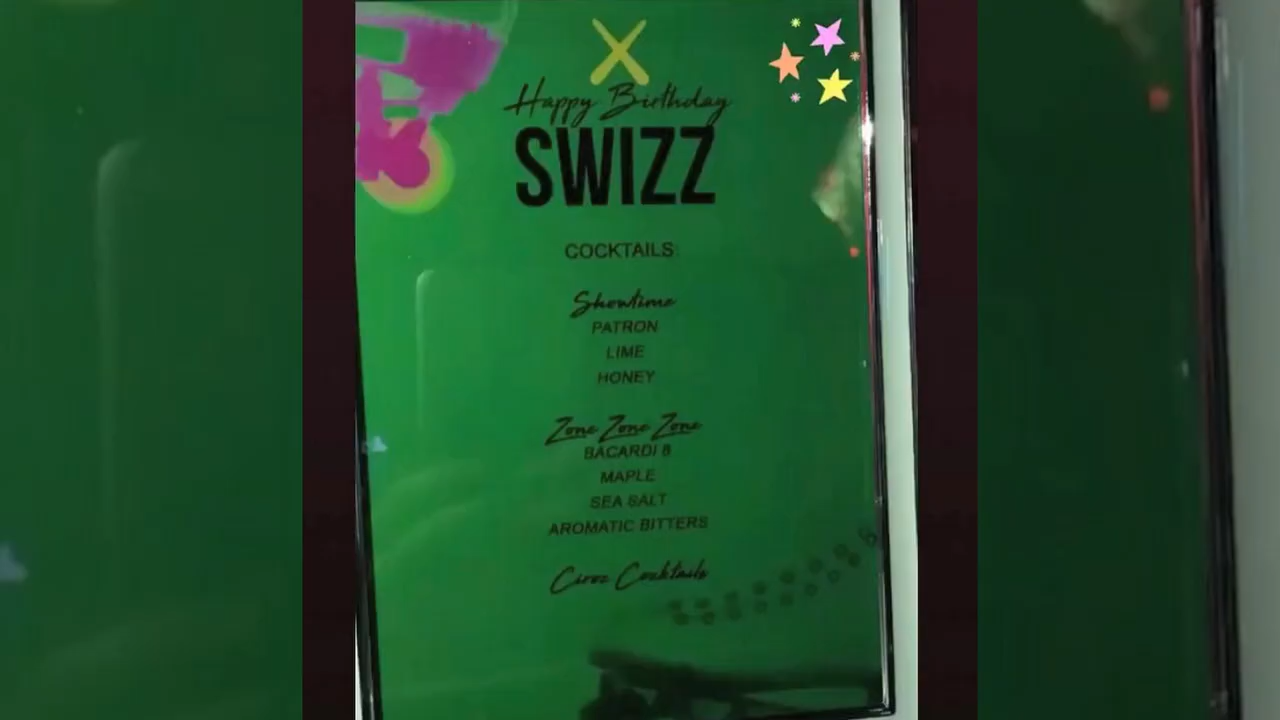 Happy Birthday
SWIZZ
COCKTAILS:
Showtime
PATRON
LIME
HONEY
Zone Zone Zone
BACARDI 8
MAPLE
SEA SALT
AROMATIC BITTERS
Ciroc Cocktails